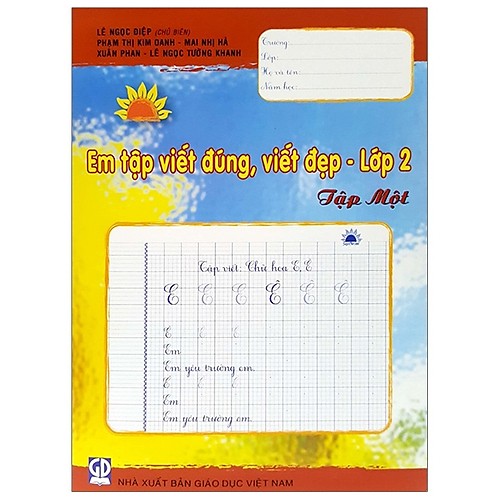 LÊ NGỌC ĐIỆP (CHỦ BIÊN)
PHẠM THỊ KIM OANH - MAI NHỊ HÀ
XUÂN PHAN - LÊ NGỌC TƯỜNG KHANH
Trường:
Lớp:
Họ và tên:
Năm học:
Em tập viết đúng, viết đẹp - Lớp 2
Tập Một
Tập viết: Chữ hoa E, Ê
E E E Ê Ê Ê
E E E
Em
Em yêu trường em.
E E E
Em
Em yêu trường em.
GD
NHÀ XUẤT BẢN GIÁO DỤC VIỆT NAM